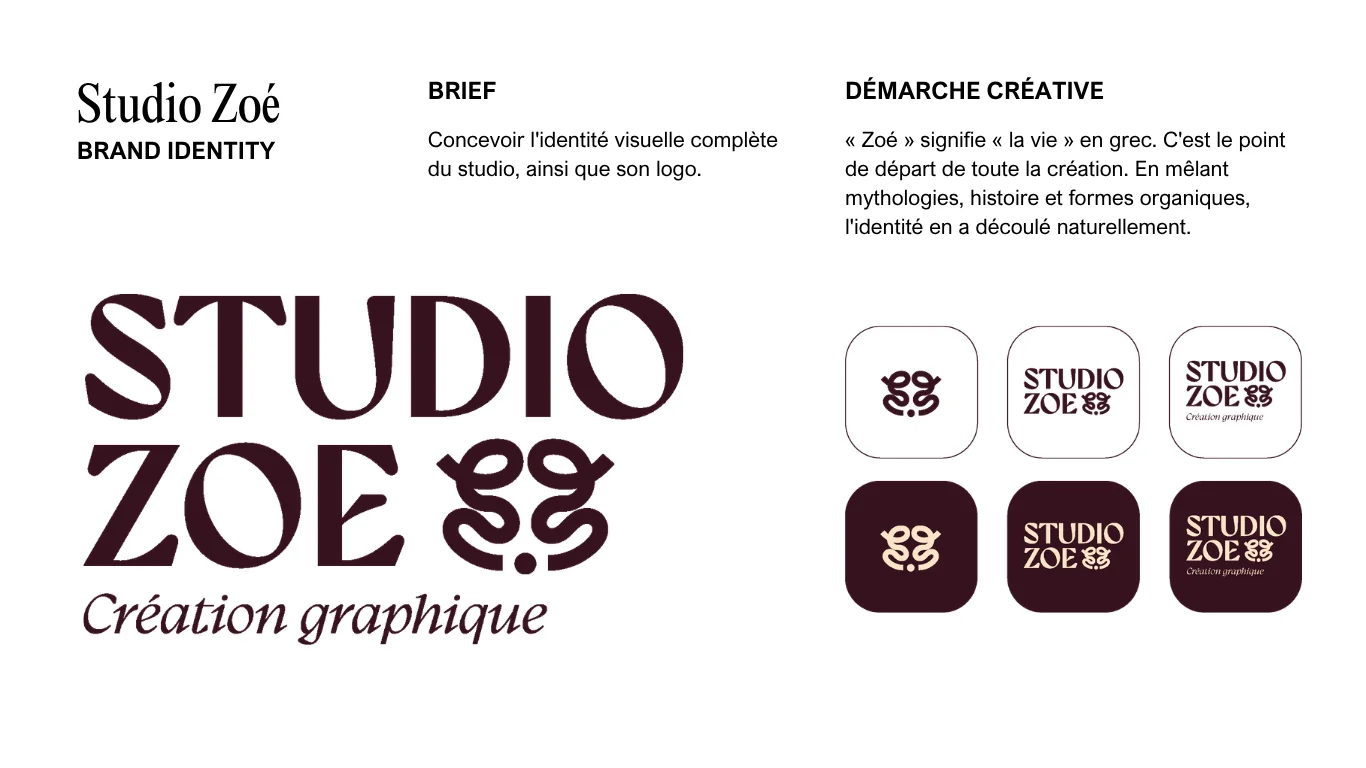 Studio Zoé
BRAND IDENTITY
BRIEF
Concevoir l'identité visuelle complète
du studio, ainsi que son logo.
DÉMARCHE CRÉATIVE
« Zoé » signifie « la vie » en grec. C'est le point
de départ de toute la création. En mêlant
mythologies, histoire et formes organiques,
l'identité en a découlé naturellement.
STUDIO
ZOE
Création graphique
STUDIO
ZOE
STUDIO
ZOE
Création graphique
STUDIO
ZOE
STUDIO
ZOE
Création graphique